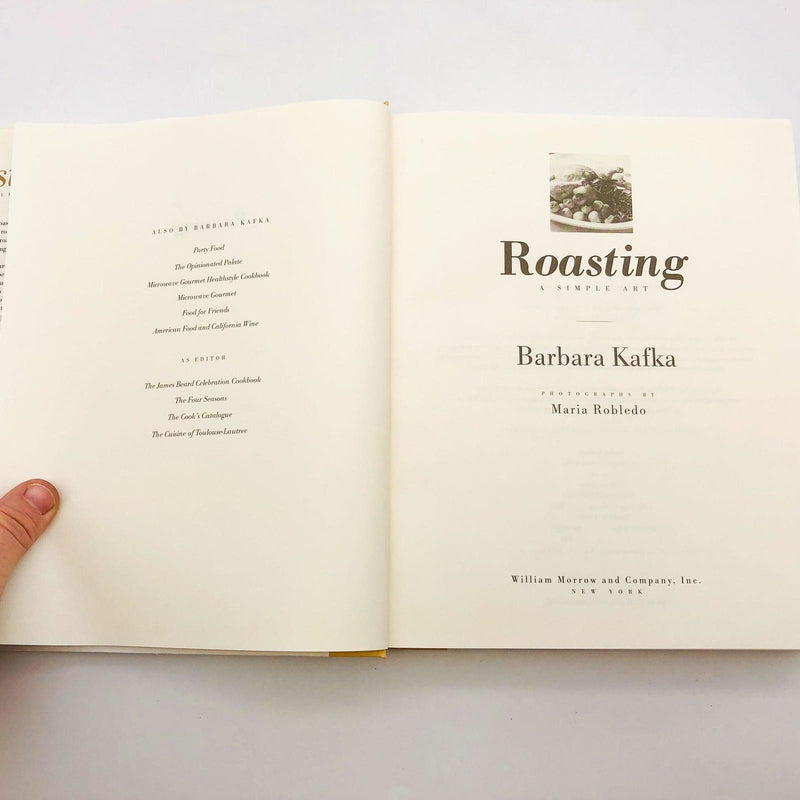 ALSO BY BARBARA KAFKA
Party Food
The Opinionated Palate
Microwave Gourmet Healthstyle Cookbook
Microwave Gourmet
Food for Friends
American Food and California Wine
AS EDITOR
The James Beard Celebration Cookbook
The Four Seasons
The Cook's Catalogue
The Cuisine of Toulouse-Lautrec
Roasting
A SIMPLE ART
Barbara Kafka
PHOTOGRAPHS BY
Maria Robledo
William Morrow and Company, Inc.
NEW YORK